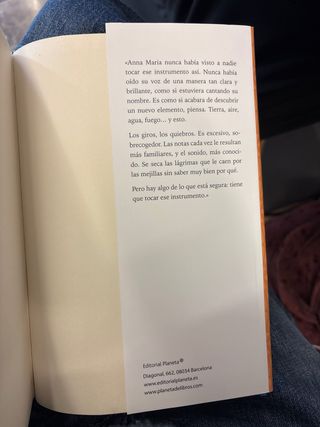 «Anna Maria nunca había visto a nadie
tocar ese instrumento así. Nunca había
oído su voz de una manera tan clara y
brillante, como si estuviera cantando su
nombre. Es como si acabara de descubrir
un nuevo elemento, piensa. Tierra, aire,
agua, fuego... y esto.
Los giros, los quiebros. Es excesivo, so-
brecogedor. Las notas cada vez le resultan
más familiares, y el sonido, más conoci-
do. Se seca las lágrimas que le caen por
las mejillas sin saber muy bien por qué.
Pero hay algo de lo que está segura: tiene
que tocar ese instrumento.»
Editorial Planeta®
Diagonal, 662, 08034 Barcelona
www.editorialplaneta.es
www.planetadelibros.com